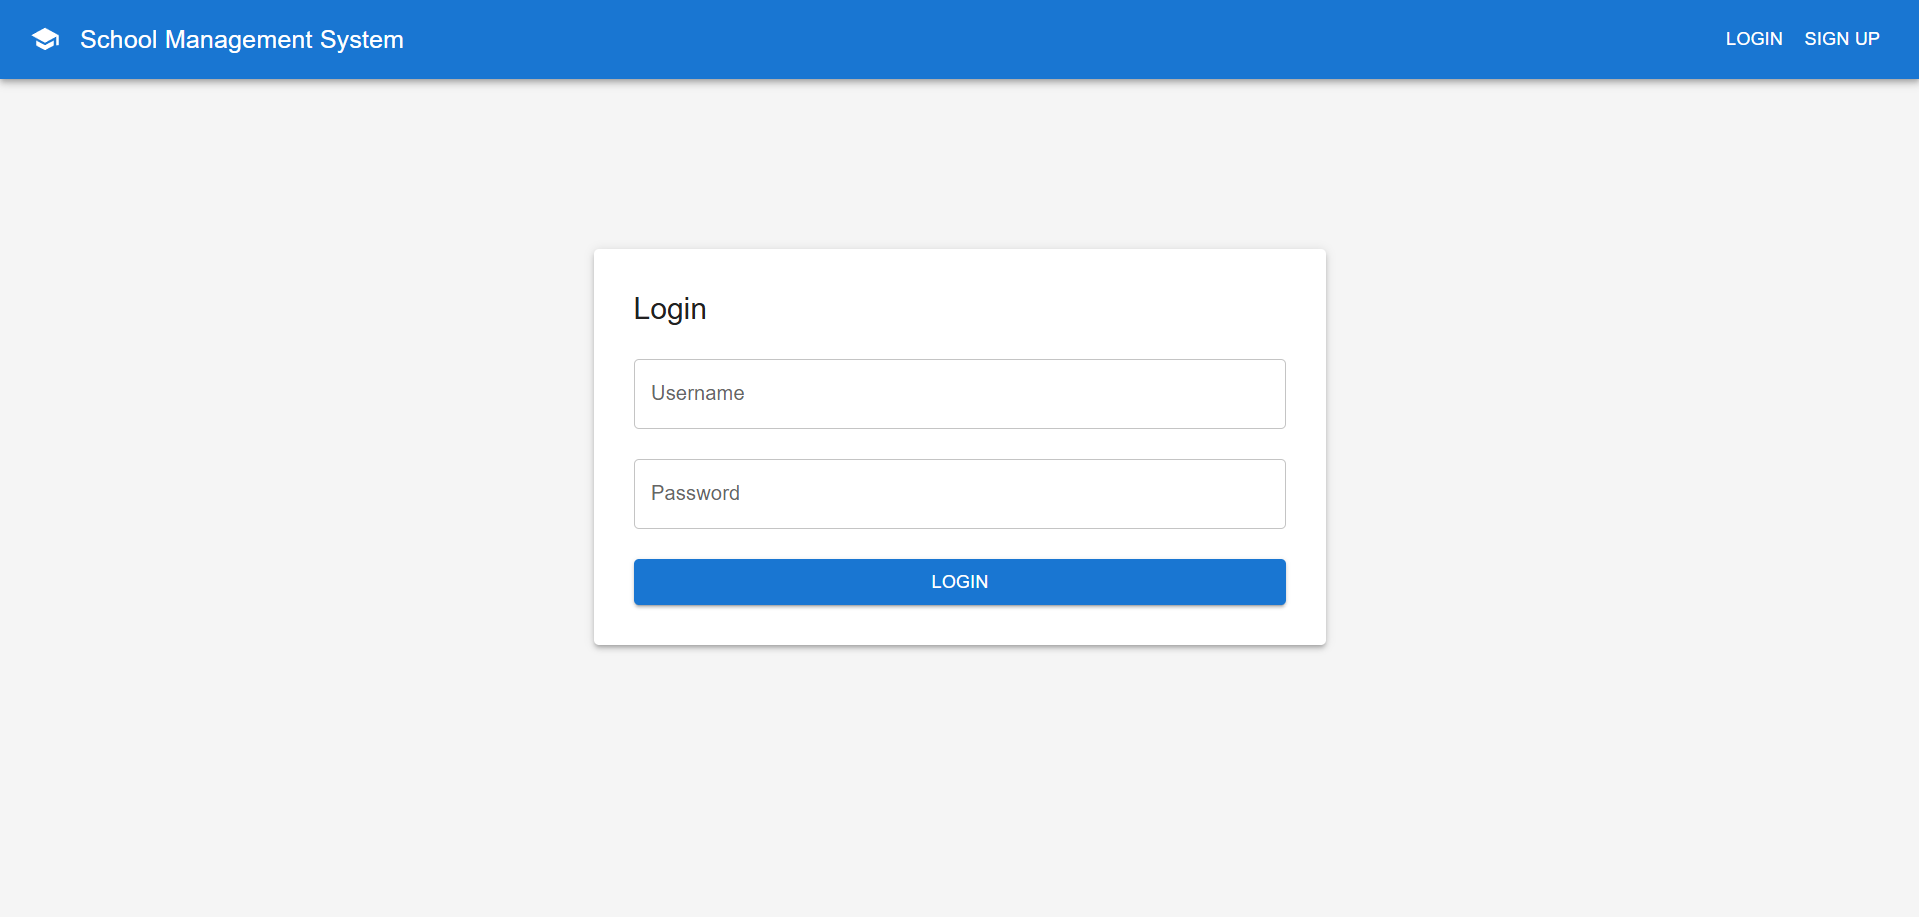 School Management System
LOGIN SIGN UP
Login
Username
Password
LOGIN